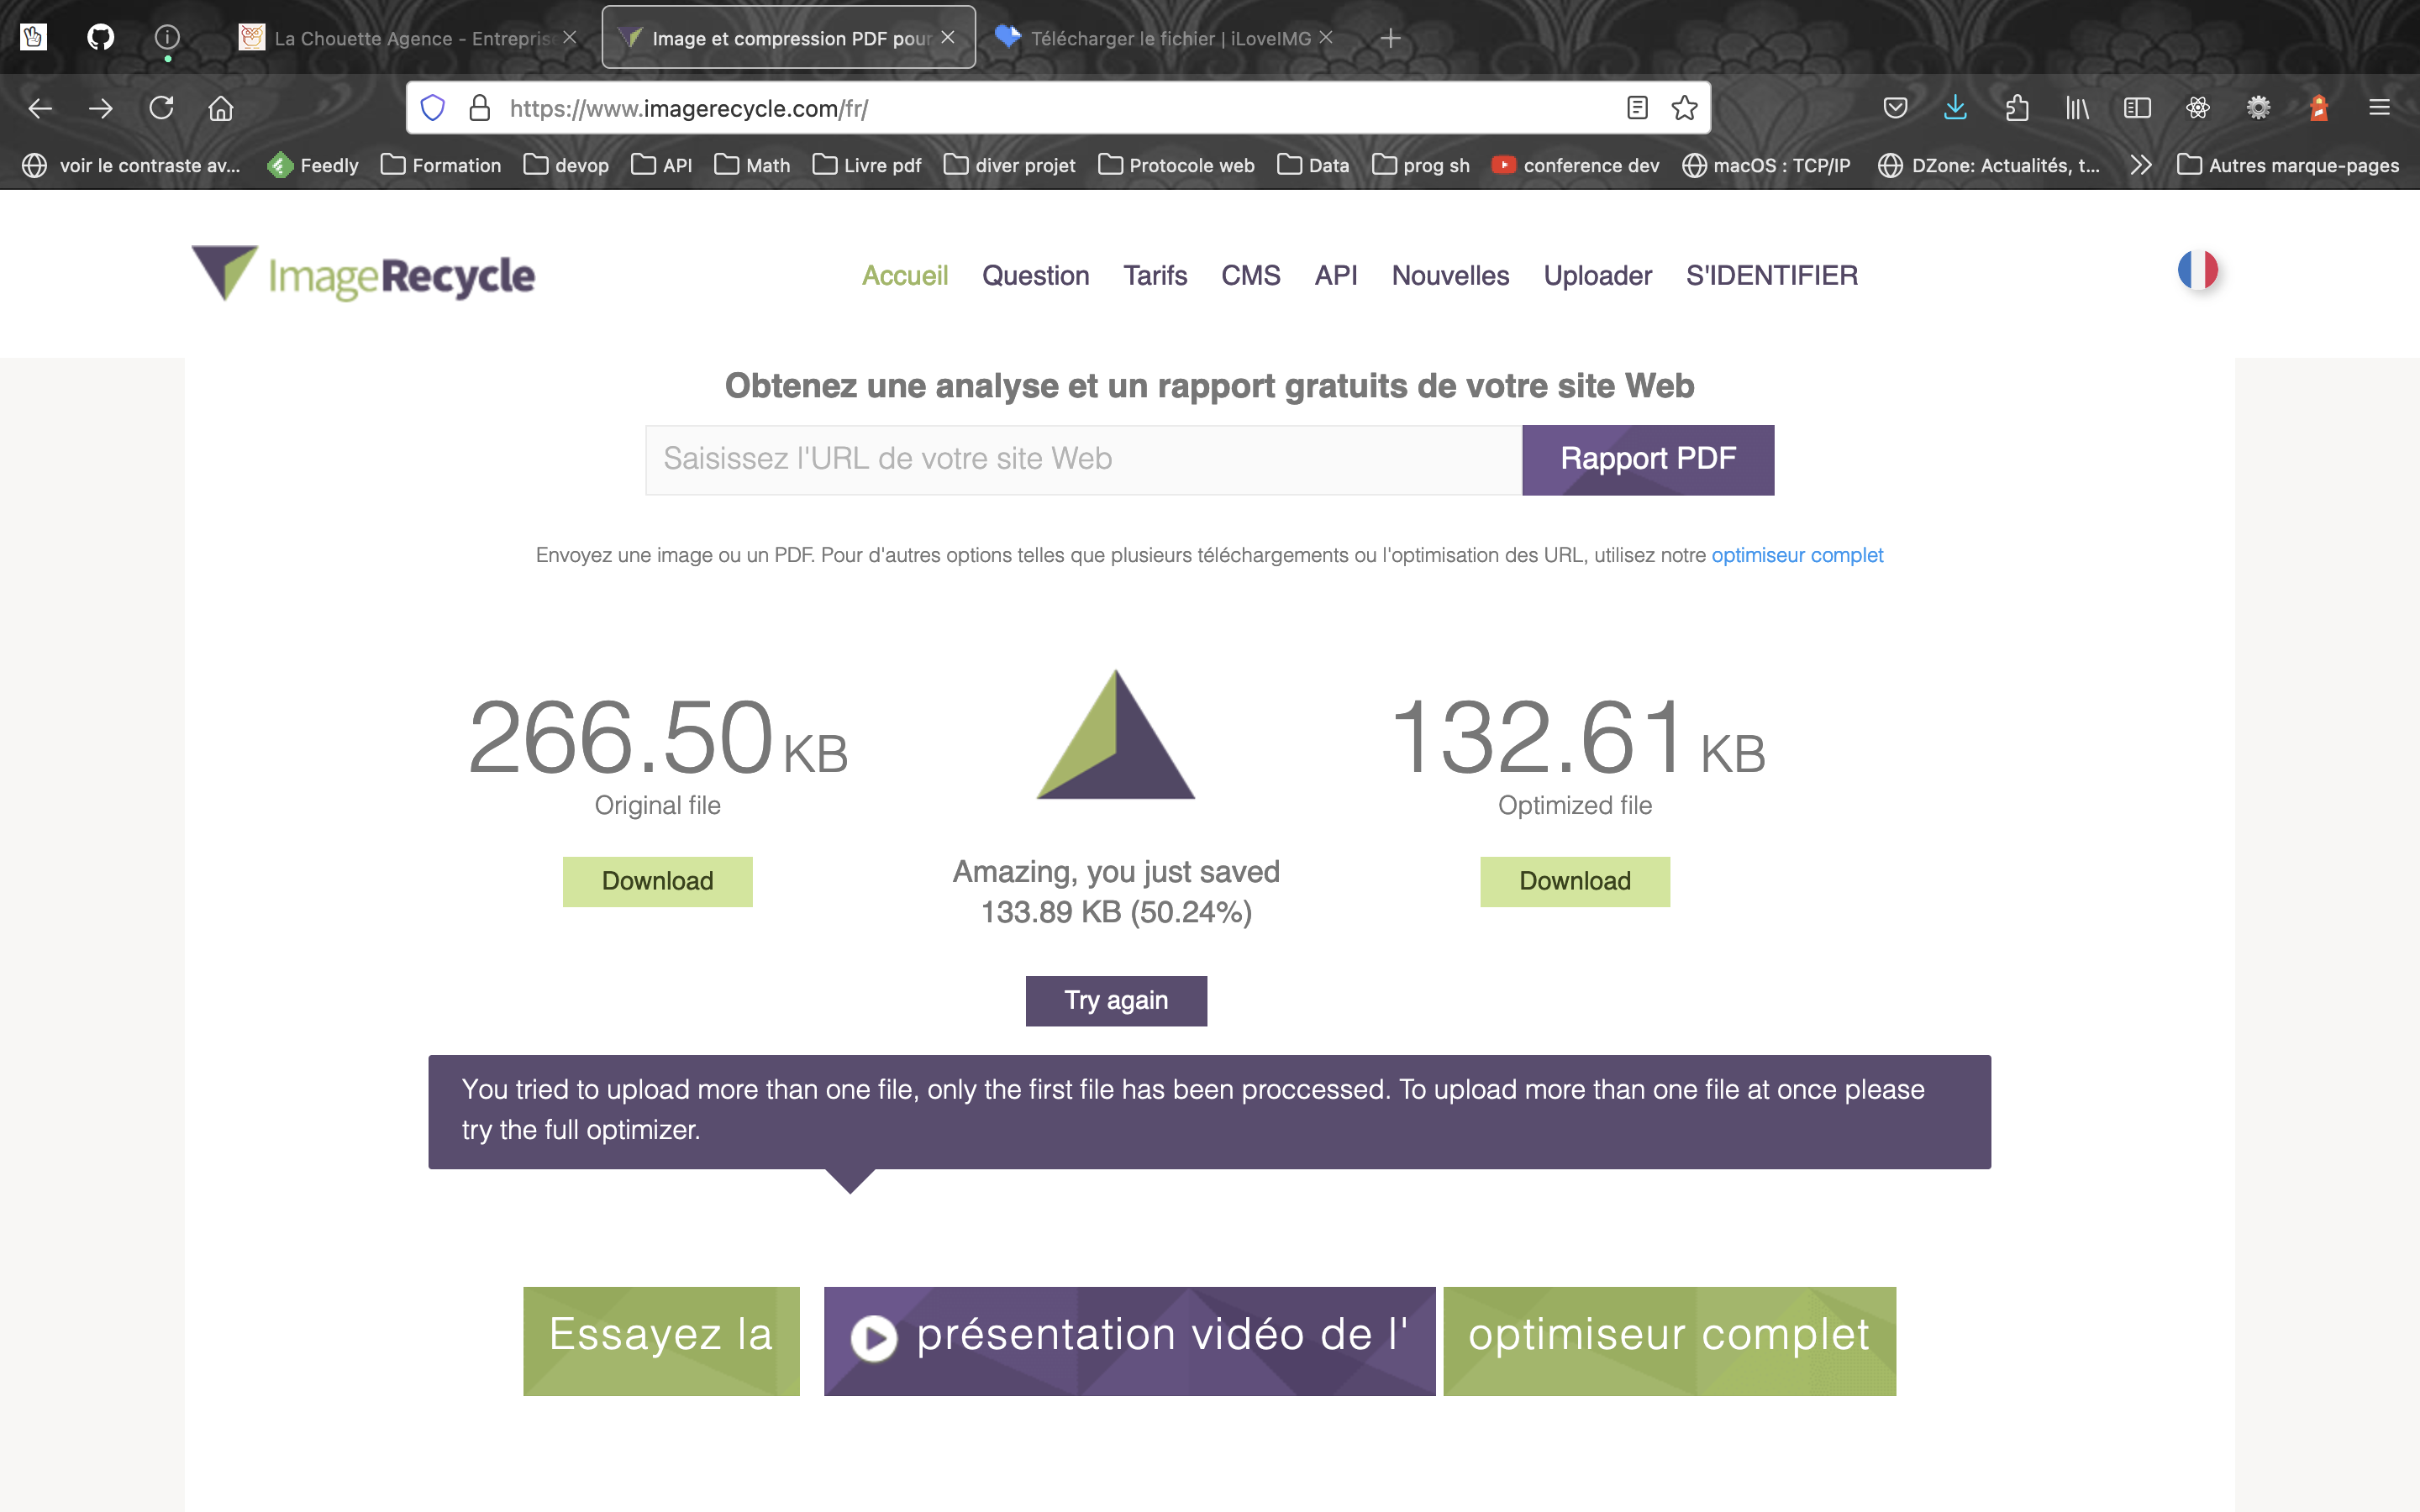 La Chouette Agence - Entreprise
Image et compression PDF pour
Télécharger le fichier | iLoveIMG
https://www.imagerecycle.com/fr/
voir le contraste av...
Feedly
Formation
devop
API
Math
Livre pdf
diver projet
Protocole web
Data
prog sh
conference dev
macOS : TCP/IP
DZone: Actualités, t...
Autres marque-pages
ImageRecycle
Accueil
Question
Tarifs
CMS
API
Nouvelles
Uploader
S'IDENTIFIER
Obtenez une analyse et un rapport gratuits de votre site Web
Saisissez l'URL de votre site Web
Rapport PDF
Envoyez une image ou un PDF. Pour d'autres options telles que plusieurs téléchargements ou l'optimisation des URL, utilisez notre optimiseur complet
266.50 KB
Original file
Download
Amazing, you just saved
133.89 KB (50.24%)
Try again
132.61 KB
Optimized file
Download
You tried to upload more than one file, only the first file has been proccessed. To upload more than one file at once please
try the full optimizer.
Essayez la
présentation vidéo de l'
optimiseur complet